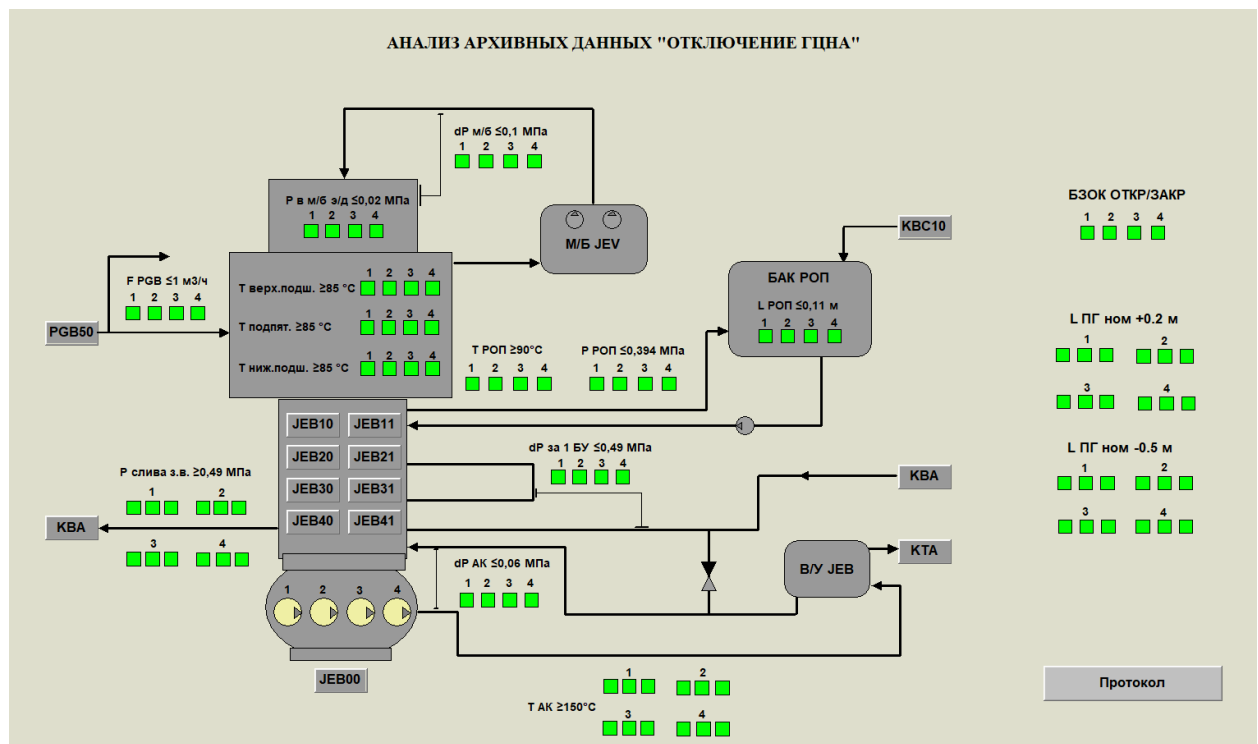 АНАЛИЗ АРХИВНЫХ ДАННЫХ "ОТКЛЮЧЕНИЕ ГЦНА"
dP м/б ≤0,1 МПа
1 2 3 4
P в м/б э/д ≤0,02 МПа
1 2 3 4
М/Б JEV
KBC10
БЗОК ОТКР/ЗАКР
1 2 3 4
F PGB ≤1 м3/ч
1 2 3 4
PGB50
1 2 3 4
T верх.подш. ≥85 °C
1 2 3 4
T подпят. ≥85 °C
1 2 3 4
T ниж.подш. ≥85 °C
БАК РОП
L РОП ≤0,11 м
1 2 3 4
T РОП ≥90°C
1 2 3 4
P РОП ≤0,394 МПа
1 2 3 4
L ПГ ном +0.2 м
1 2
3 4
JEB10 JEB11
JEB20 JEB21
JEB30 JEB31
JEB40 JEB41
dP за 1 БУ ≤0,49 МПа
1 2 3 4
L ПГ ном -0.5 м
1 2
3 4
P слива з.в. ≥0,49 МПа
1 2
KBA
3 4
KBA
KTA
В/У JEB
dP АК ≤0,06 МПа
1 2 3 4
1 2 3 4
JEB00
1 2
T АК ≥150°C
3 4
Протокол